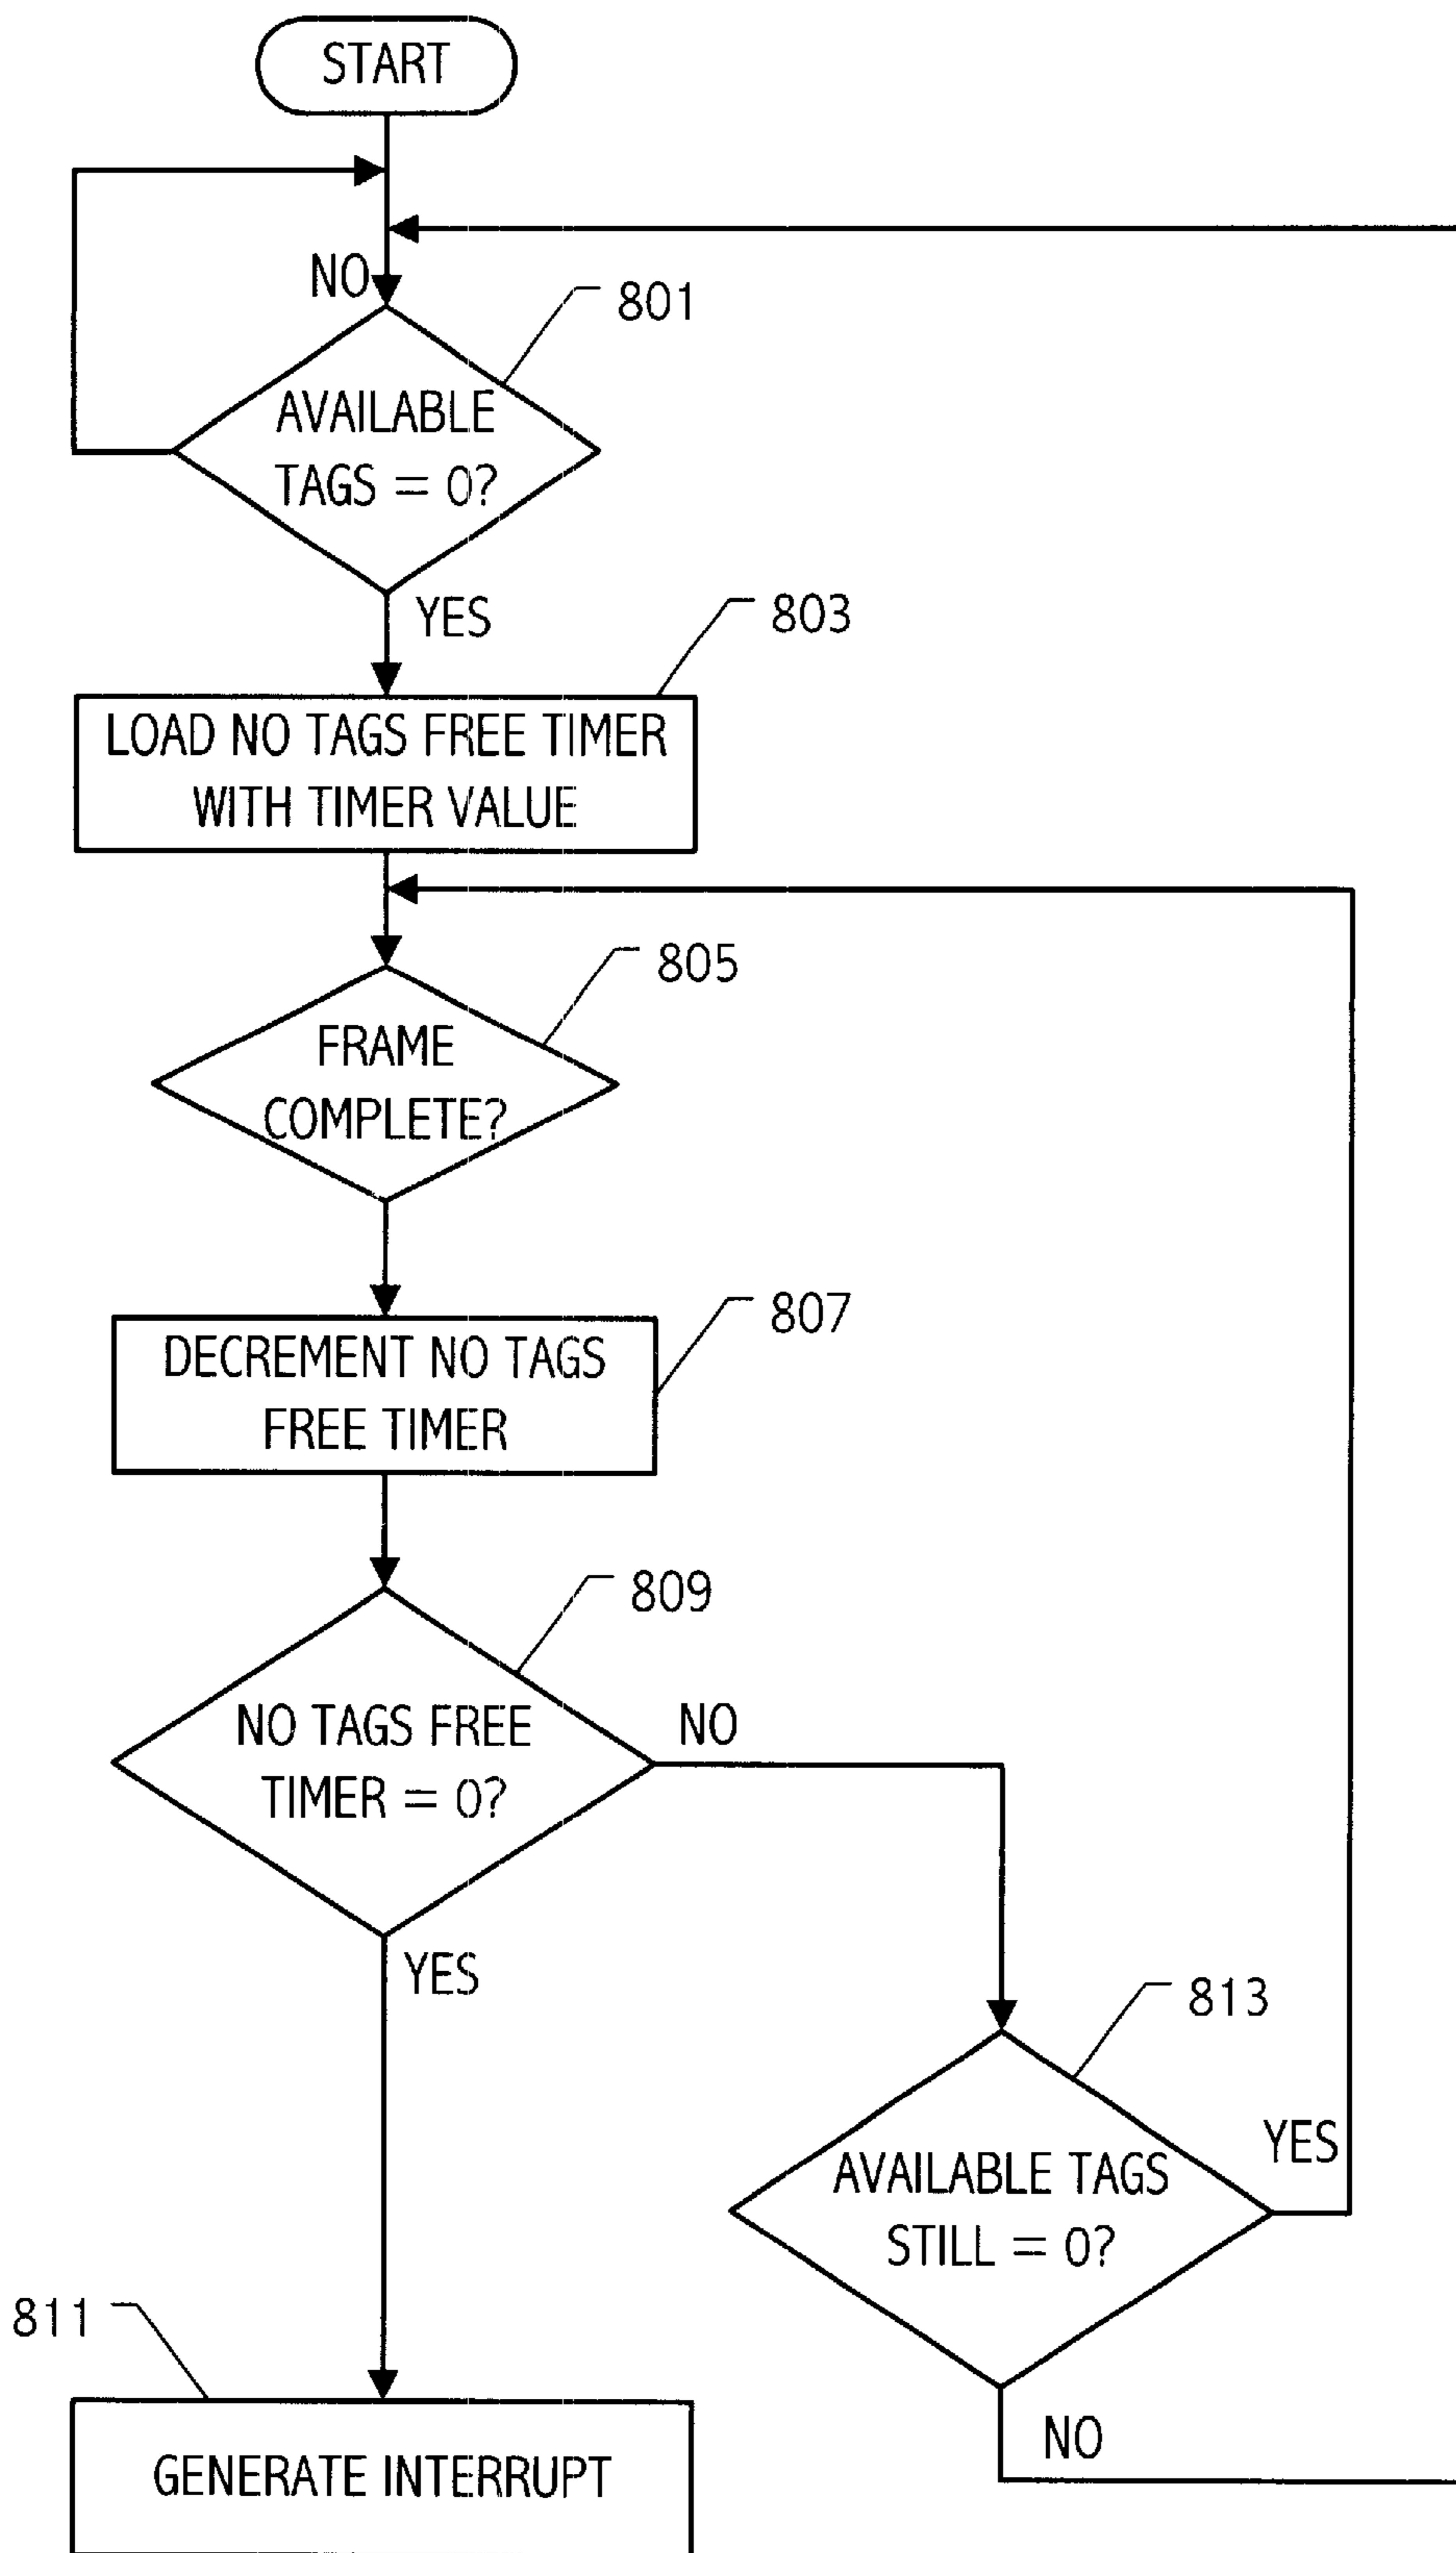 START
NO
801
AVAILABLE
TAGS = 0?
YES
803
LOAD NO TAGS FREE TIMER
WITH TIMER VALUE
805
FRAME
COMPLETE?
807
DECREMENT NO TAGS
FREE TIMER
809
NO TAGS FREE
TIMER = 0?
NO
YES
813
AVAILABLE TAGS
STILL = 0?
YES
811
NO
GENERATE INTERRUPT